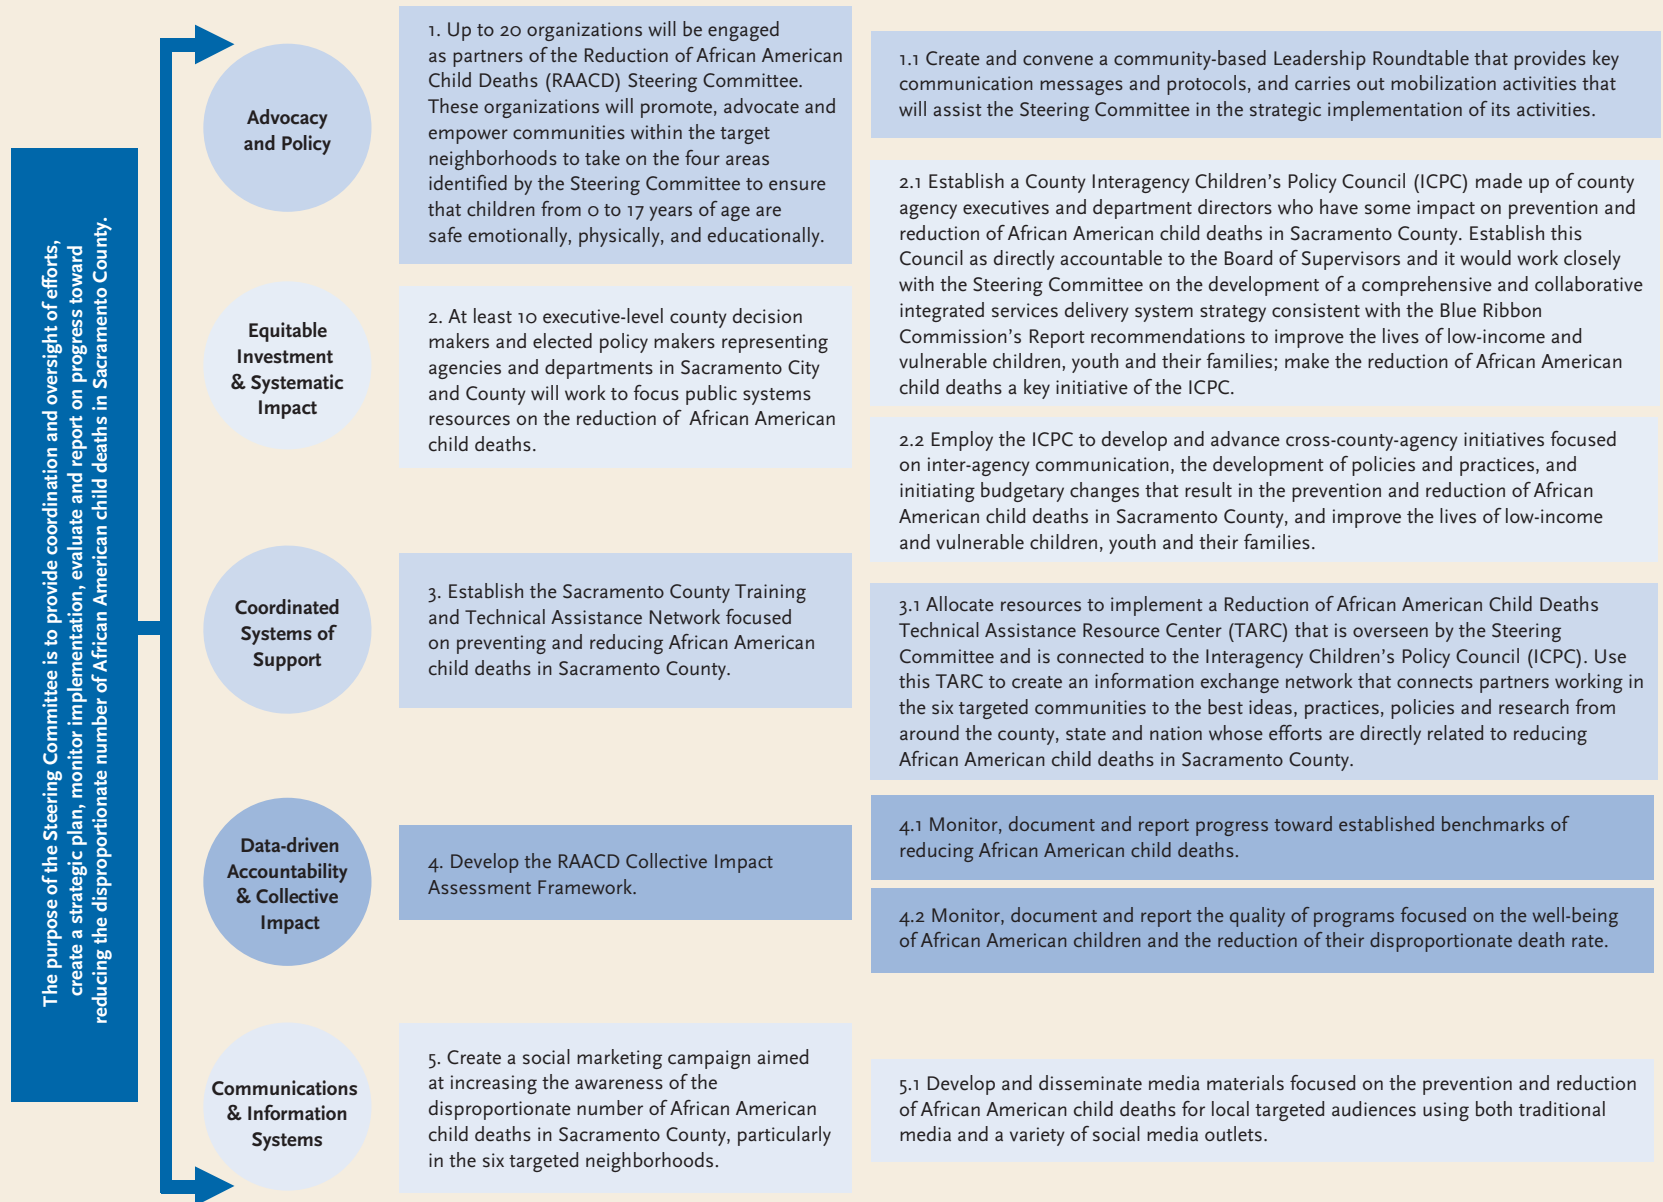 The purpose of the Steering Committee is to provide coordination and oversight of efforts,
create a strategic plan, monitor implementation, evaluate and report on progress toward
reducing the disproportionate number of African American child deaths in Sacramento County.
Advocacy
and Policy
1. Up to 20 organizations will be engaged
as partners of the Reduction of African American
Child Deaths (RAACD) Steering Committee.
These organizations will promote, advocate and
empower communities within the target
neighborhoods to take on the four areas
identified by the Steering Committee to ensure
that children from 0 to 17 years of age are
safe emotionally, physically, and educationally.
1.1 Create and convene a community-based Leadership Roundtable that provides key
communication messages and protocols, and carries out mobilization activities that
will assist the Steering Committee in the strategic implementation of its activities.
Equitable
Investment
& Systematic
Impact
2. At least 10 executive-level county decision
makers and elected policy makers representing
agencies and departments in Sacramento City
and County will work to focus public systems
resources on the reduction of African American
child deaths.
2.1 Establish a County Interagency Children's Policy Council (ICPC) made up of county
agency executives and department directors who have some impact on prevention and
reduction of African American child deaths in Sacramento County. Establish this
Council as directly accountable to the Board of Supervisors and it would work closely
with the Steering Committee on the development of a comprehensive and collaborative
integrated services delivery system strategy consistent with the Blue Ribbon
Commission's Report recommendations to improve the lives of low-income and
vulnerable children, youth and their families; make the reduction of African American
child deaths a key initiative of the ICPC.
2.2 Employ the ICPC to develop and advance cross-county-agency initiatives focused
on inter-agency communication, the development of policies and practices, and
initiating budgetary changes that result in the prevention and reduction of African
American child deaths in Sacramento County, and improve the lives of low-income
and vulnerable children, youth and their families.
Coordinated
Systems of
Support
3. Establish the Sacramento County Training
and Technical Assistance Network focused
on preventing and reducing African American
child deaths in Sacramento County.
3.1 Allocate resources to implement a Reduction of African American Child Deaths
Technical Assistance Resource Center (TARC) that is overseen by the Steering
Committee and is connected to the Interagency Children's Policy Council (ICPC). Use
this TARC to create an information exchange network that connects partners working in
the six targeted communities to the best ideas, practices, policies and research from
around the county, state and nation whose efforts are directly related to reducing
African American child deaths in Sacramento County.
Data-driven
Accountability
& Collective
Impact
4. Develop the RAACD Collective Impact
Assessment Framework.
4.1 Monitor, document and report progress toward established benchmarks of
reducing African American child deaths.
4.2 Monitor, document and report the quality of programs focused on the well-being
of African American children and the reduction of their disproportionate death rate.
Communications
& Information
Systems
5. Create a social marketing campaign aimed
at increasing the awareness of the
disproportionate number of African American
child deaths in Sacramento County, particularly
in the six targeted neighborhoods.
5.1 Develop and disseminate media materials focused on the prevention and reduction
of African American child deaths for local targeted audiences using both traditional
media and a variety of social media outlets.